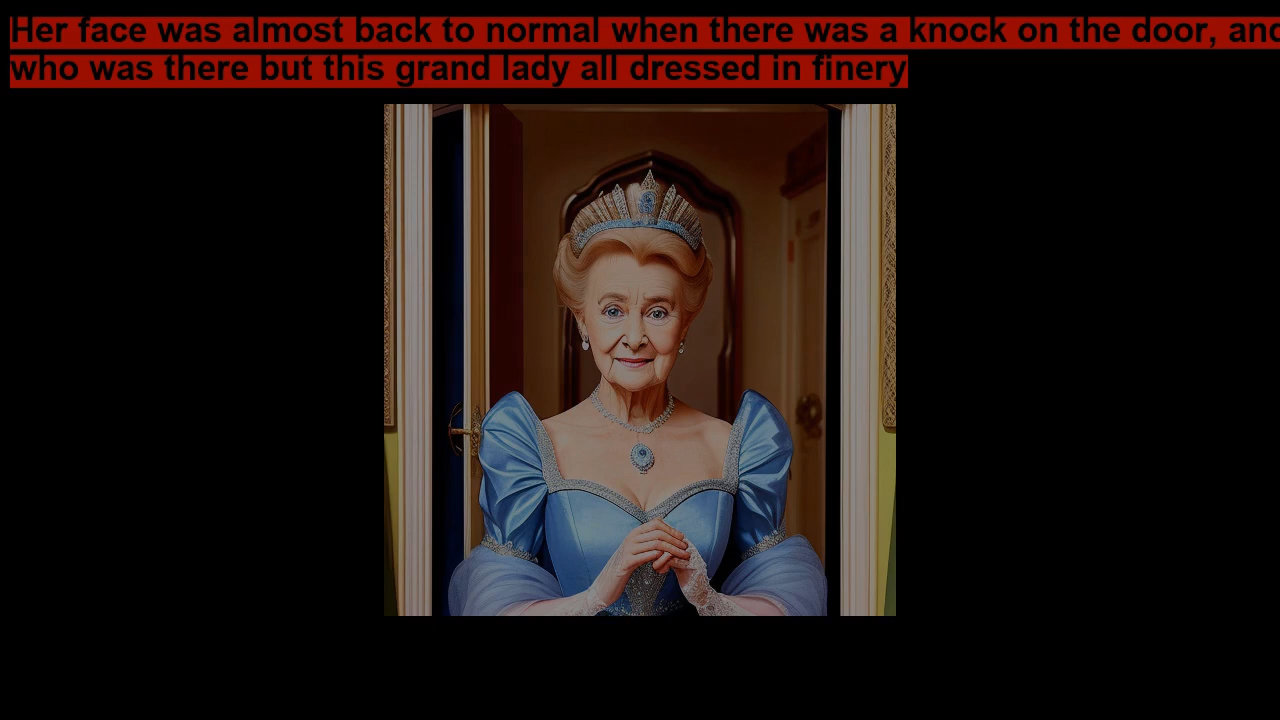 Her face was almost back to normal when there was a knock on the door, and
who was there but this grand lady all dressed in finery